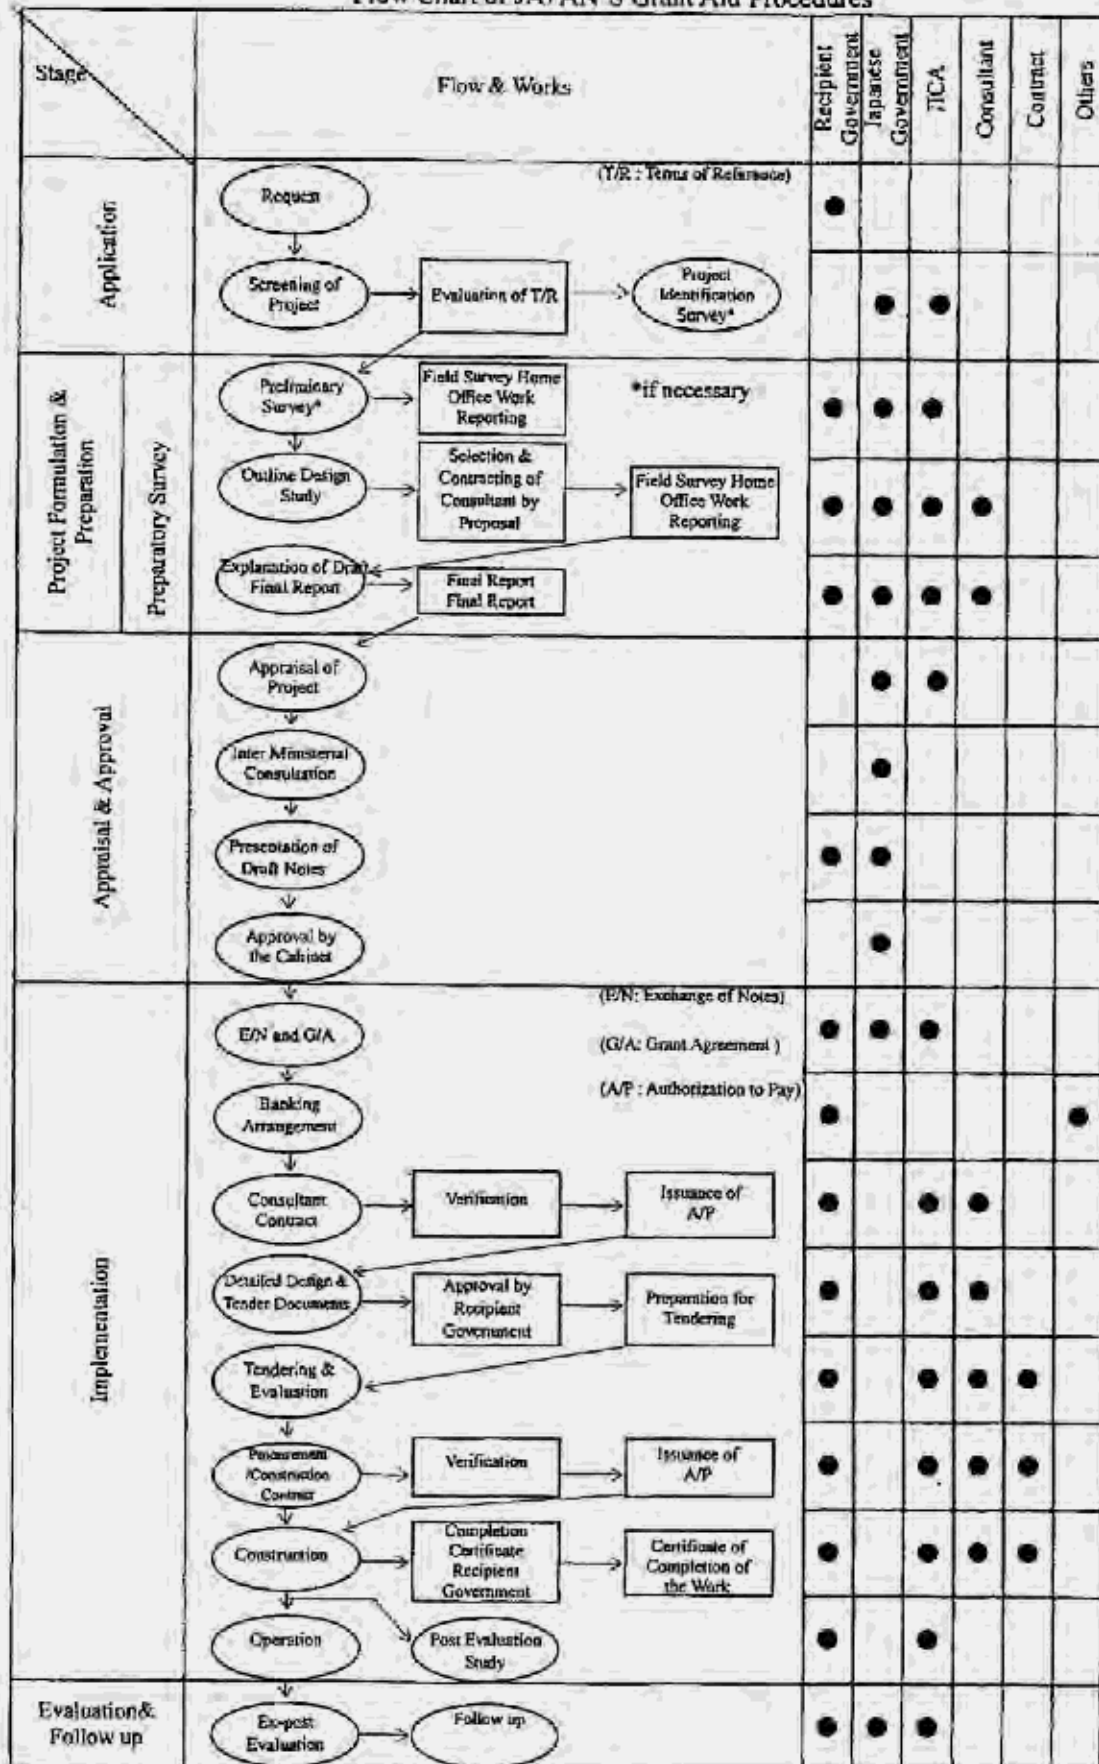 Flow Chart of JAPAN'S Grant Aid Procedures
Stage
Flow & Works
Recipient
Government
Japanese
Government
JICA
Consultant
Contract
Others
Application
(T/R : Terms of Reference)
Request
Screening of
Project
Evaluation of T/R
Project
Identification
Survey*
Project Formulation &
Preparation
Preparatory Survey
Preliminary
Survey*
Field Survey Home
Office Work
Reporting
*if necessary
Outline Design
Study
Selection &
Contracting of
Consultant by
Proposal
Field Survey Home
Office Work
Reporting
Explanation of Draft
Final Report
Final Report
Final Report
Appraisal & Approval
Appraisal of
Project
Inter Ministerial
Consultation
Presentation of
Draft Notes
Approval by
the Cabinet
Implementation
(E/N: Exchange of Notes)
E/N and G/A
(G/A: Grant Agreement )
(A/P : Authorization to Pay)
Banking
Arrangement
Consultant
Contract
Verification
Issuance of
A/P
Detailed Design &
Tender Documents
Approval by
Recipient
Government
Preparation for
Tendering
Tendering &
Evaluation
Procurement
/Construction
Contract
Verification
Issuance of
A/P
Construction
Completion
Certificate
Recipient
Government
Certificate of
Completion of
the Work
Operation
Post Evaluation
Study
Evaluation&
Follow up
Ex-post
Evaluation
Follow up